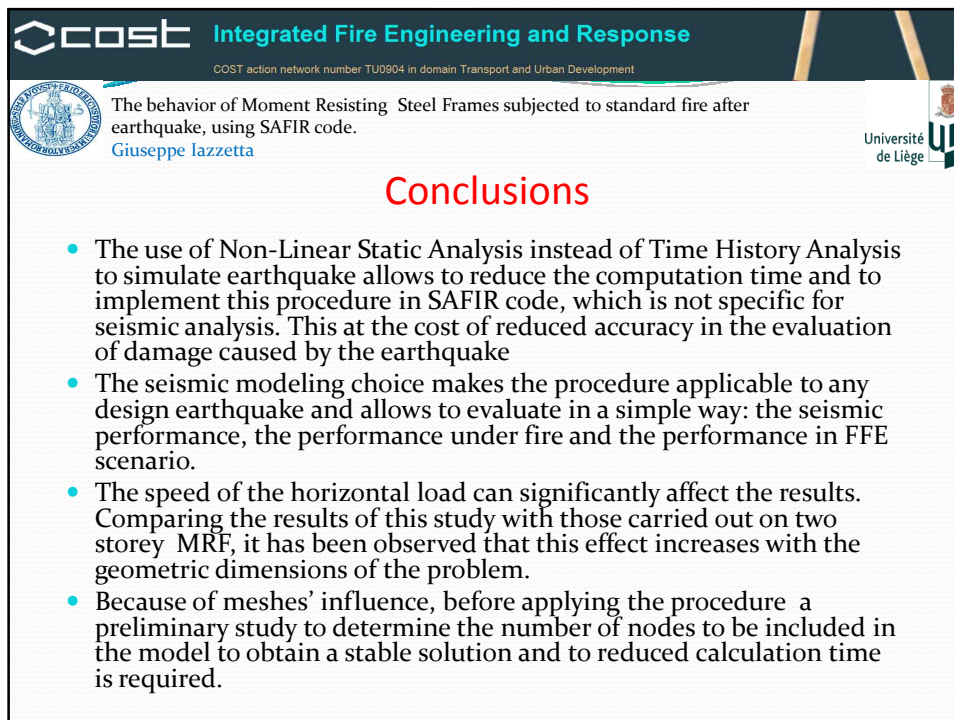 cost
Integrated Fire Engineering and Response
COST action network number TU0904 in domain Transport and Urban Development
The behavior of Moment Resisting Steel Frames subjected to standard fire after
earthquake, using SAFIR code.
Giuseppe Iazzetta
Université
de Liège
Conclusions
• The use of Non-Linear Static Analysis instead of Time History Analysis
to simulate earthquake allows to reduce the computation time and to
implement this procedure in SAFIR code, which is not specific for
seismic analysis. This at the cost of reduced accuracy in the evaluation
of damage caused by the earthquake
• The seismic modeling choice makes the procedure applicable to any
design earthquake and allows to evaluate in a simple way: the seismic
performance, the performance under fire and the performance in FFE
scenario.
• The speed of the horizontal load can significantly affect the results.
Comparing the results of this study with those carried out on two
storey MRF, it has been observed that this effect increases with the
geometric dimensions of the problem.
• Because of meshes’ influence, before applying the procedure a
preliminary study to determine the number of nodes to be included in
the model to obtain a stable solution and to reduced calculation time
is required.